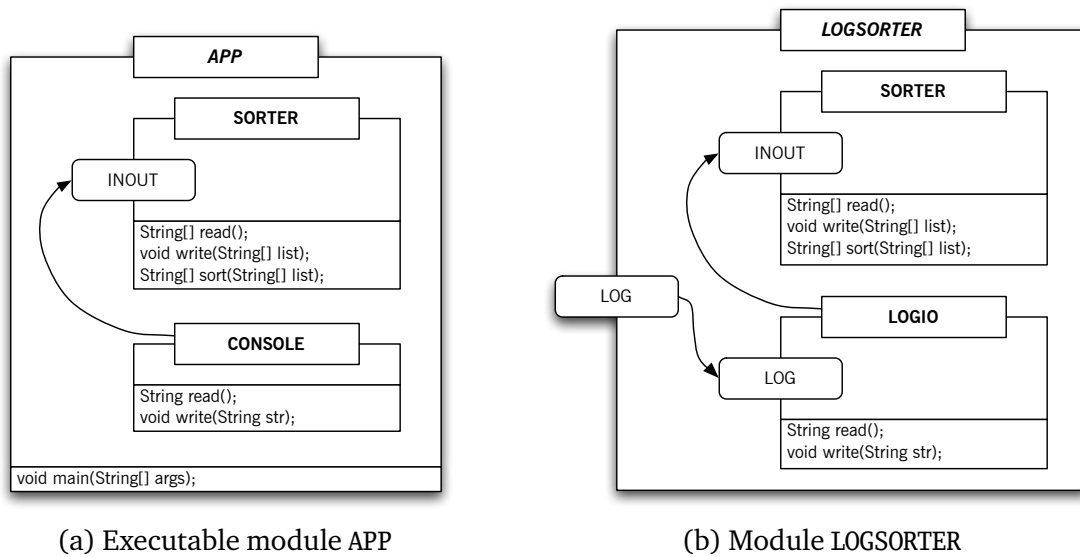 APP
SORTER
INOUT
String[] read();
void write(String[] list);
String[] sort(String[] list);
CONSOLE
String read();
void write(String str);
void main(String[] args);
(a) Executable module APP
LOGSORTER
SORTER
INOUT
String[] read();
void write(String[] list);
String[] sort(String[] list);
LOG
LOGIO
LOG
String read();
void write(String str);
(b) Module LOGSORTER